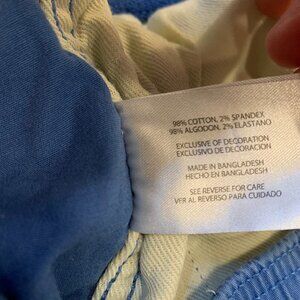 98% COTTON, 2% SPANDEX
98% ALGODON, 2% ELASTANO
EXCLUSIVE OF DECORATION
EXCLUSIVO DE DECORACION
MADE IN BANGLADESH
HECHO EN BANGLADESH
SEE REVERSE FOR CARE
VER AL REVERSO PARA CUIDADO